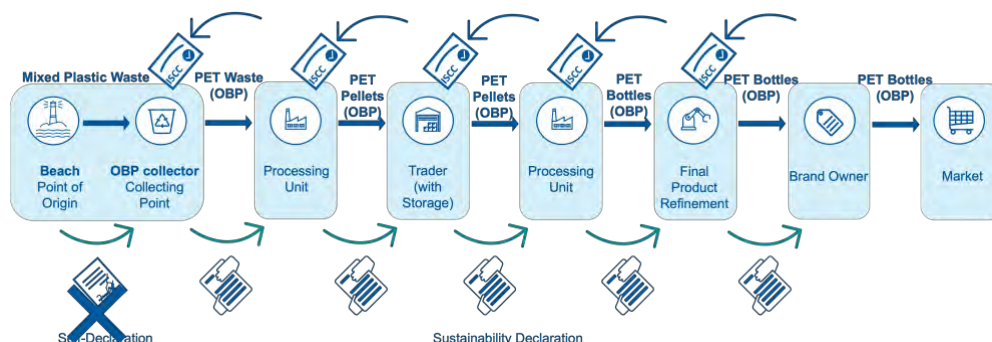 ISCC
ISCC
ISCC
ISCC
ISCC
Mixed Plastic Waste
PET Waste
(OBP)
PET
Pellets
(OBP)
PET
Pellets
(OBP)
PET
Bottles
(OBP)
PET Bottles
(OBP)
PET Bottles
(OBP)
Beach
Point of
Origin
OBP collector
Collecting
Point
Processing
Unit
Trader
(with
Storage)
Processing
Unit
Final
Product
Refinement
Brand Owner
Market
Self-Declaration
Sustainability Declaration